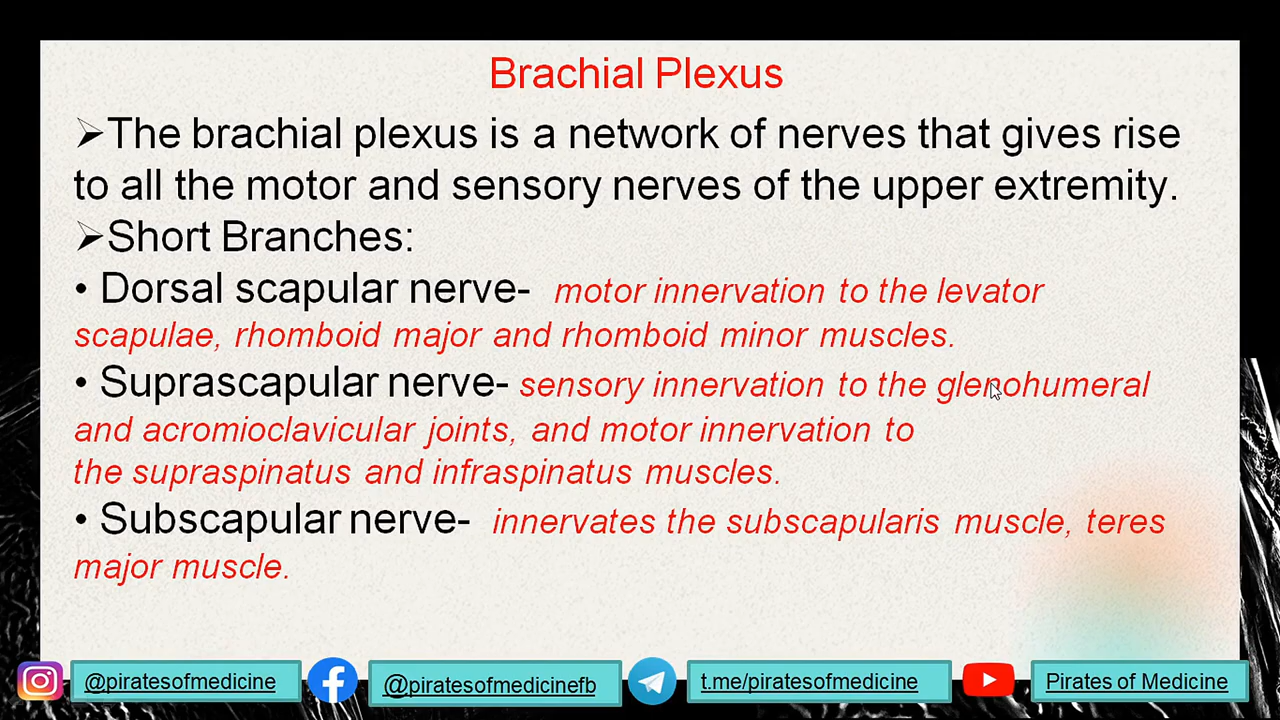 Brachial Plexus
➢The brachial plexus is a network of nerves that gives rise
to all the motor and sensory nerves of the upper extremity.
➢Short Branches:
• Dorsal scapular nerve- motor innervation to the levator
scapulae, rhomboid major and rhomboid minor muscles.
• Suprascapular nerve- sensory innervation to the glenohumeral
and acromioclavicular joints, and motor innervation to
the supraspinatus and infraspinatus muscles.
• Subscapular nerve- innervates the subscapularis muscle, teres
major muscle.
@piratesofmedicine @piratesofmedicinefb t.me/piratesofmedicine Pirates of Medicine